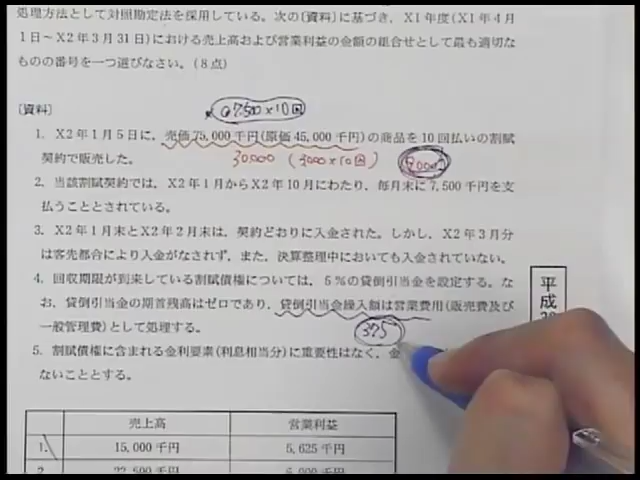 処理方法として対照勘定法を採用している。次の〔資料〕に基づき、X1年度(X1年4月
1日~X2年3月31日)における売上高および営業利益の金額の組合せとして最も適切な
ものの番号を一つ選びなさい。(8点)
7,500×10回
〔資料〕
1. X2年1月5日に、売価75,000千円(原価45,000千円)の商品を10回払いの割賦
契約で販売した。
30,000 (3000×10回) 9000
2. 当該割賦契約では、X2年1月からX2年10月にわたり、毎月末に7,500千円を支
払うこととされている。
3. X2年1月末とX2年2月末は、契約どおりに入金された。しかし、X2年3月分
は客先都合により入金がなされず、また、決算整理中においても入金されていない。
4. 回収期限が到来している割賦債権については、5%の貸倒引当金を設定する。な
お、貸倒引当金の期首残高はゼロであり、貸倒引当金繰入額は営業費用(販売費及び
一般管理費)として処理する。
375
5. 割賦債権に含まれる金利要素(利息相当分)に重要性はなく、金
ないこととする。
平成
売上高 営業利益
1. 15,000千円 5,625千円
2. 22,500千円